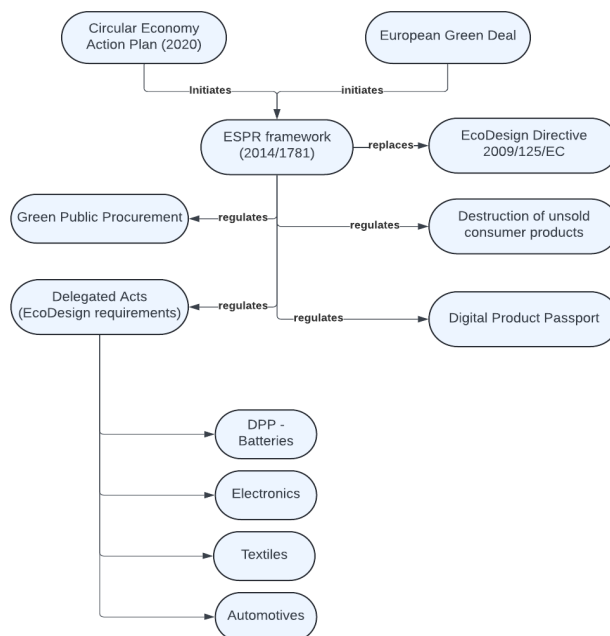 Circular Economy
Action Plan (2020)
European Green Deal
Initiates
initiates
ESPR framework
(2014/1781)
replaces
EcoDesign Directive
2009/125/EC
Green Public Procurement
regulates
regulates
Destruction of unsold
consumer products
Delegated Acts
(EcoDesign requirements)
regulates
regulates
Digital Product Passport
DPP -
Batteries
Electronics
Textiles
Automotives